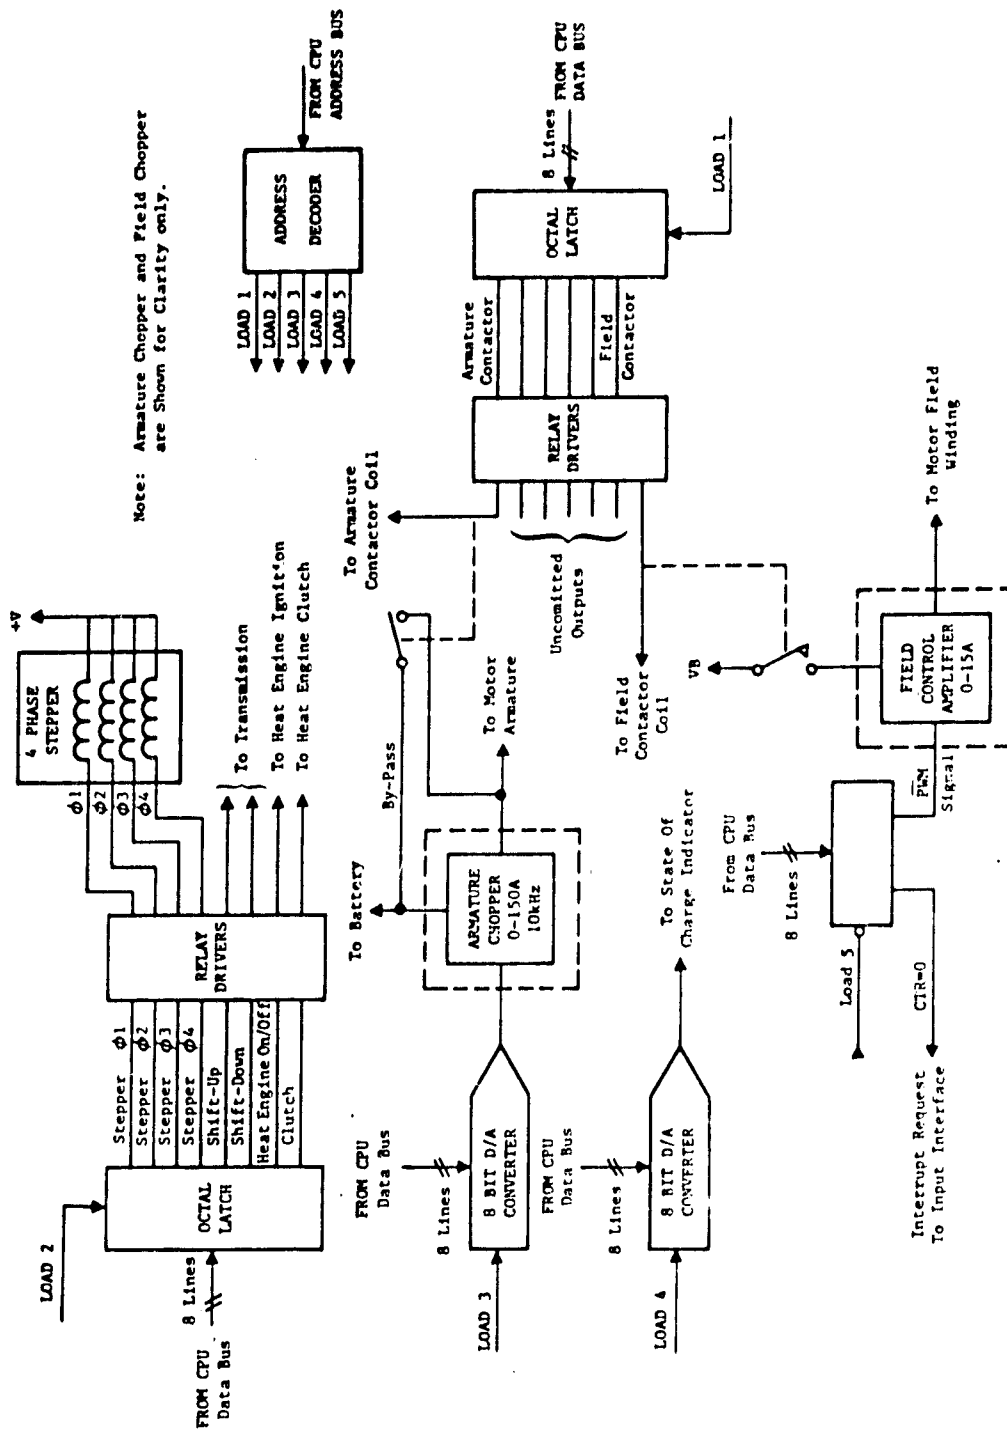 Note: Armature Chopper and Field Chopper
are Shown for Clarity only.
FROM CPU
ADDRESS BUS
ADDRESS
DECODER
LOAD 1
LOAD 2
LOAD 3
LOAD 4
LOAD 5
+V
4 PHASE
STEPPER
Φ1
Φ2
Φ3
Φ4
To Transmission
To Heat Engine Ignition
To Heat Engine Clutch
RELAY
DRIVERS
Stepper Φ1
Stepper Φ2
Stepper Φ3
Stepper Φ4
Shift-Up
Shift-Down
Heat Engine On/Off
Clutch
OCTAL
LATCH
LOAD 2
8 Lines
FROM CPU
Data Bus
8 Lines
FROM CPU
DATA BUS
OCTAL
LATCH
LOAD 1
Armature
Contactor
Field
Contactor
RELAY
DRIVERS
To Armature
Contactor Coil
Uncommitted
Outputs
To Field
Contactor
Coil
By-Pass
To Battery
To Motor
Armature
ARMATURE
CHOPPER
0-150A
10kHz
FROM CPU
Data Bus
8 Lines
8 BIT D/A
CONVERTER
LOAD 3
To State Of
Charge Indicator
FROM CPU
Data Bus
8 Lines
8 BIT D/A
CONVERTER
LOAD 4
VB
To Motor Field
Winding
FIELD
CONTROL
AMPLIFIER
0-15A
PWM
Signal
From CPU
Data Bus
8 Lines
Load 5
CTR=0
Interrupt Request
To Input Interface